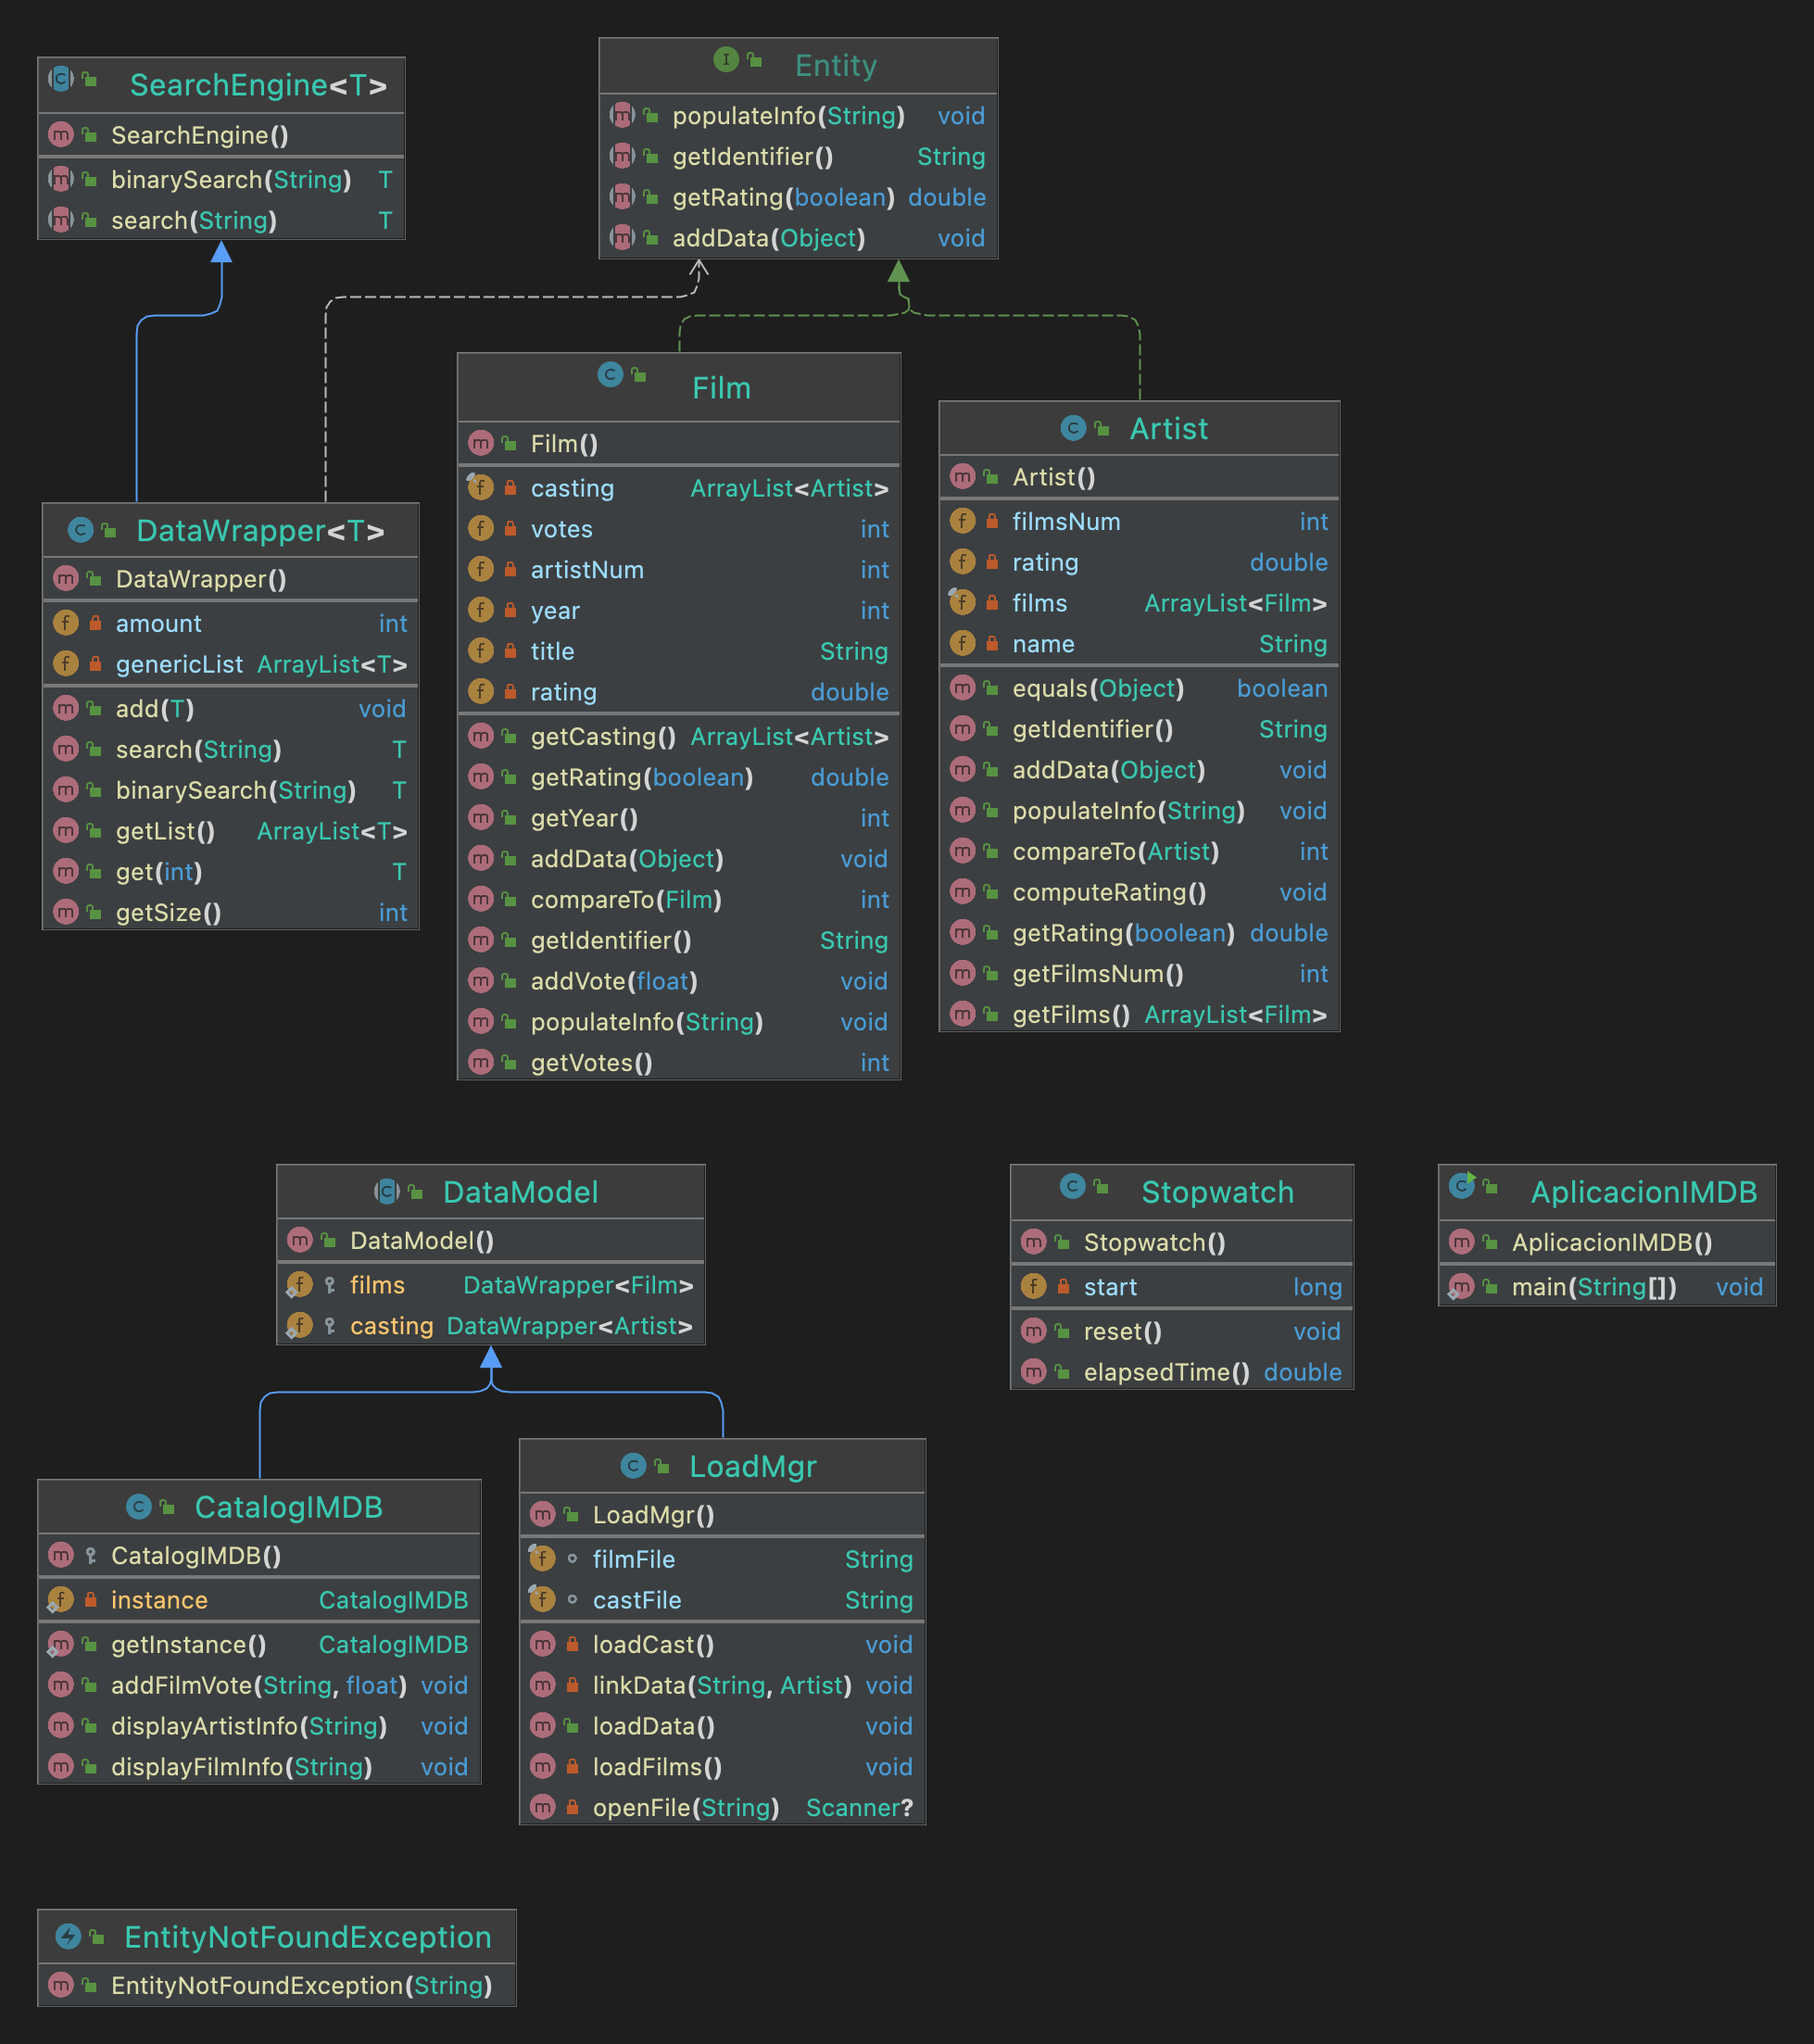 SearchEngine<T>
SearchEngine()
binarySearch(String) T
search(String) T
Entity
populateInfo(String) void
getIdentifier() String
getRating(boolean) double
addData(Object) void
DataWrapper<T>
DataWrapper()
amount int
genericList ArrayList<T>
add(T) void
search(String) T
binarySearch(String) T
getList() ArrayList<T>
get(int) T
getSize() int
Film
Film()
casting ArrayList<Artist>
votes int
artistNum int
year int
title String
rating double
getCasting() ArrayList<Artist>
getRating(boolean) double
getYear() int
addData(Object) void
compareTo(Film) int
getIdentifier() String
addVote(float) void
populateInfo(String) void
getVotes() int
Artist
Artist()
filmsNum int
rating double
films ArrayList<Film>
name String
equals(Object) boolean
getIdentifier() String
addData(Object) void
populateInfo(String) void
compareTo(Artist) int
computeRating() void
getRating(boolean) double
getFilmsNum() int
getFilms() ArrayList<Film>
DataModel
DataModel()
films DataWrapper<Film>
casting DataWrapper<Artist>
Stopwatch
Stopwatch()
start long
reset() void
elapsedTime() double
AplicacionIMDB
AplicacionIMDB()
main(String[]) void
CatalogIMDB
CatalogIMDB()
instance CatalogIMDB
getInstance() CatalogIMDB
addFilmVote(String, float) void
displayArtistInfo(String) void
displayFilmInfo(String) void
LoadMgr
LoadMgr()
filmFile String
castFile String
loadCast() void
linkData(String, Artist) void
loadData() void
loadFilms() void
openFile(String) Scanner?
EntityNotFoundException
EntityNotFoundException(String)